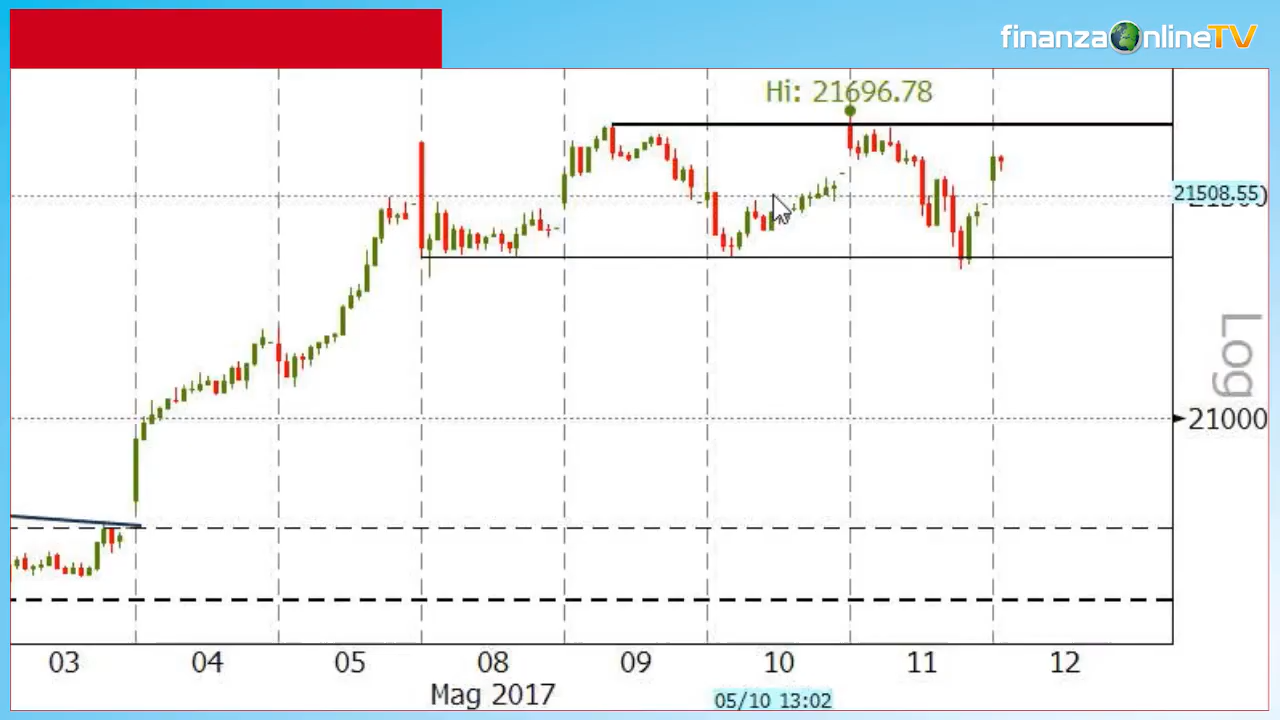 finanzaOnlineTV
Hi: 21696.78
21508.55
21000
Log
03 04 05 08 09 10 11 12
Mag 2017
05/10 13:02